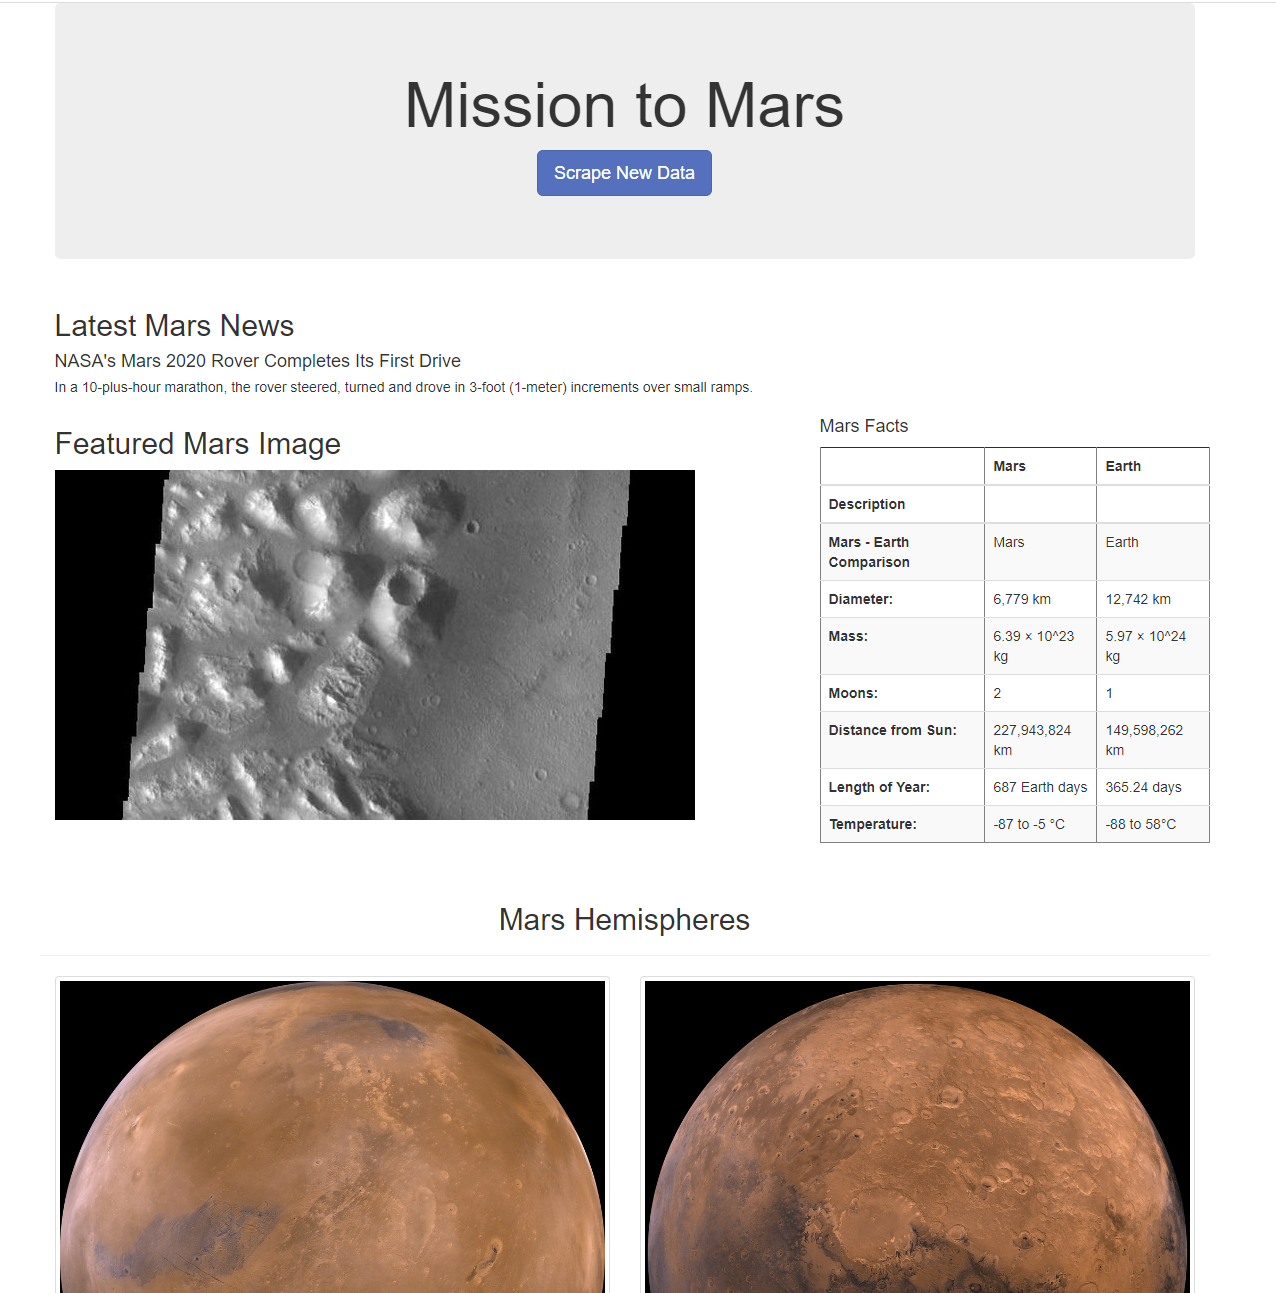 Mission to Mars
Scrape New Data
Latest Mars News
NASA's Mars 2020 Rover Completes Its First Drive
In a 10-plus-hour marathon, the rover steered, turned and drove in 3-foot (1-meter) increments over small ramps.
Featured Mars Image
Mars Facts
Mars Earth
Description
Mars - Earth Comparison Mars Earth
Diameter: 6,779 km 12,742 km
Mass: 6.39 × 10^23 kg 5.97 × 10^24 kg
Moons: 2 1
Distance from Sun: 227,943,824 km 149,598,262 km
Length of Year: 687 Earth days 365.24 days
Temperature: -87 to -5 °C -88 to 58°C
Mars Hemispheres